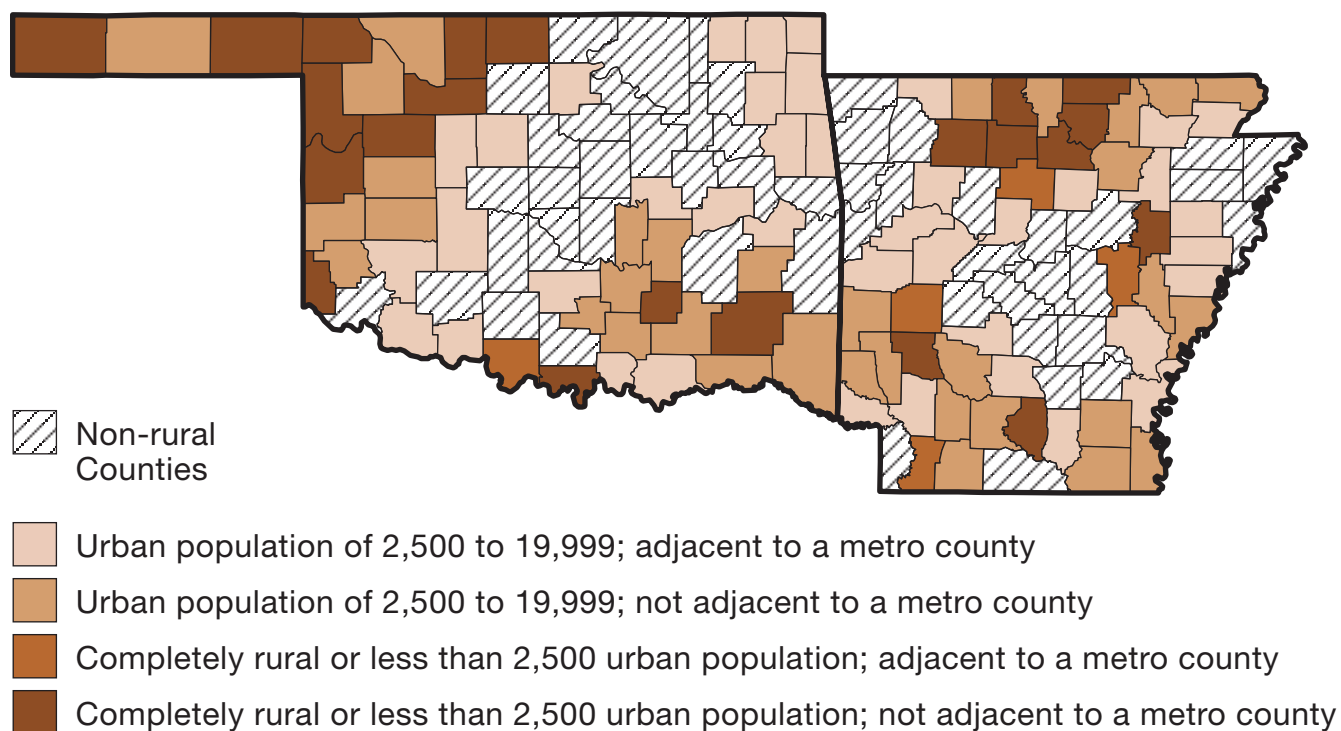 Non-rural
Counties
Urban population of 2,500 to 19,999; adjacent to a metro county
Urban population of 2,500 to 19,999; not adjacent to a metro county
Completely rural or less than 2,500 urban population; adjacent to a metro county
Completely rural or less than 2,500 urban population; not adjacent to a metro county